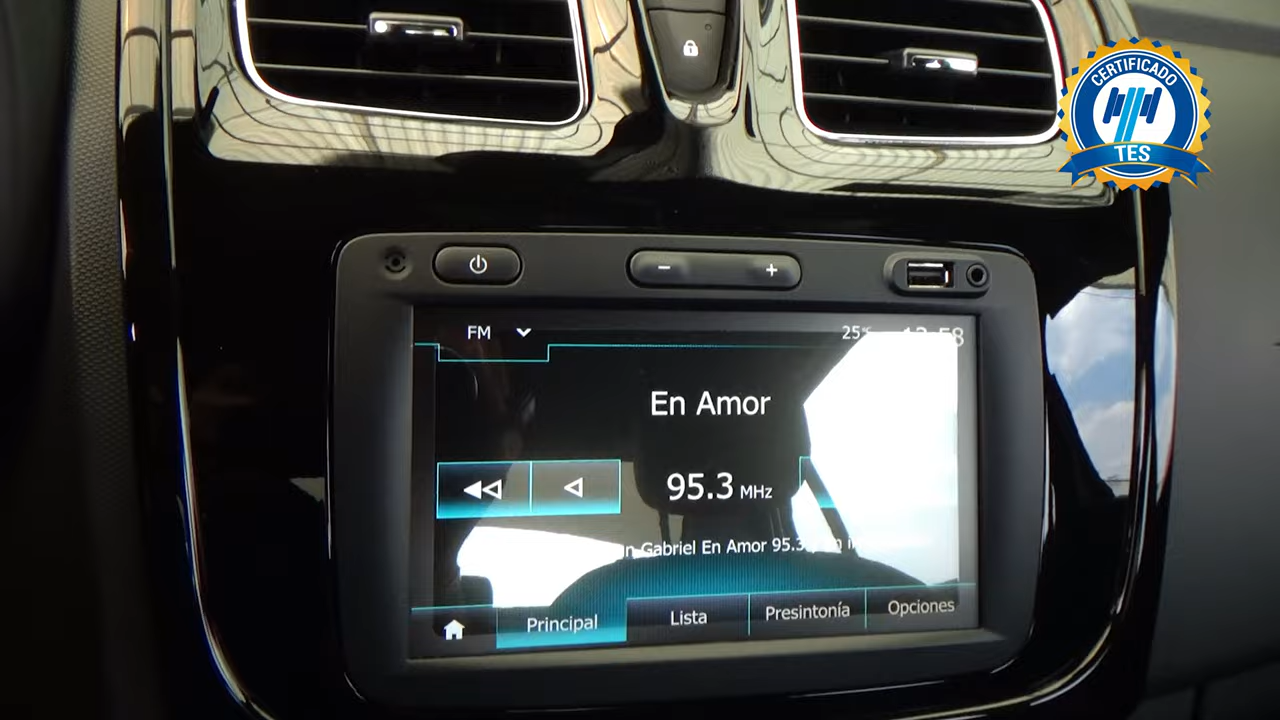 CERTIFICADO
TES
FM
25°
En Amor
95.3 MHz
Gabriel En Amor 95.3
Principal
Lista
Presintonía
Opciones